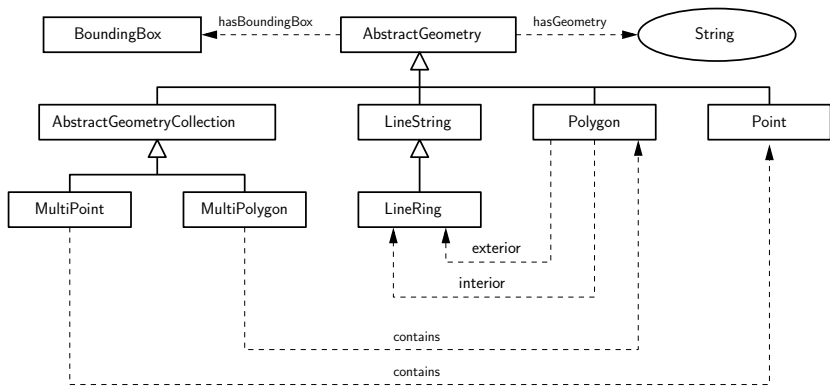 BoundingBox
hasBoundingBox
AbstractGeometry
hasGeometry
String
AbstractGeometryCollection
LineString
Polygon
Point
MultiPoint
MultiPolygon
LineRing
exterior
interior
contains
contains